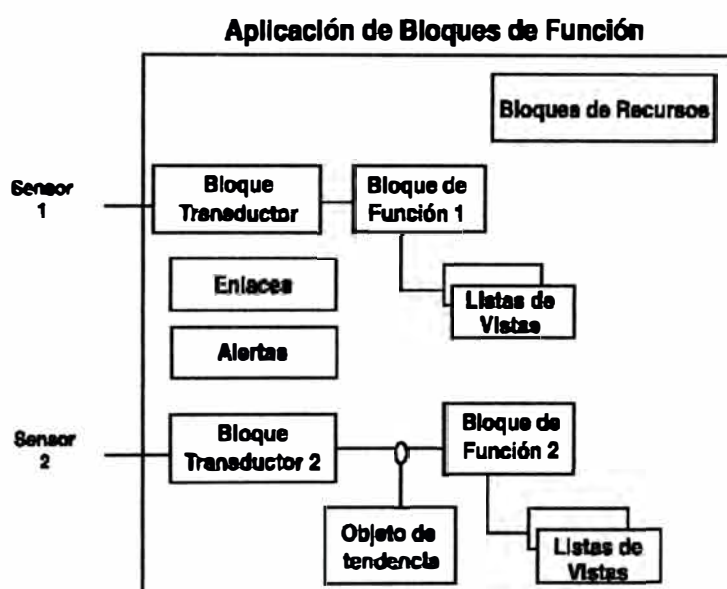 Aplicación de Bloques de Función
Bloques de Recursos
Sensor
1
Bloque
Transductor
Bloque de
Función 1
Enlaces
Listas de
Vistas
Alertas
Sensor
2
Bloque
Transductor 2
Bloque de
Función 2
Objeto de
tendencia
Listas de
Vistas